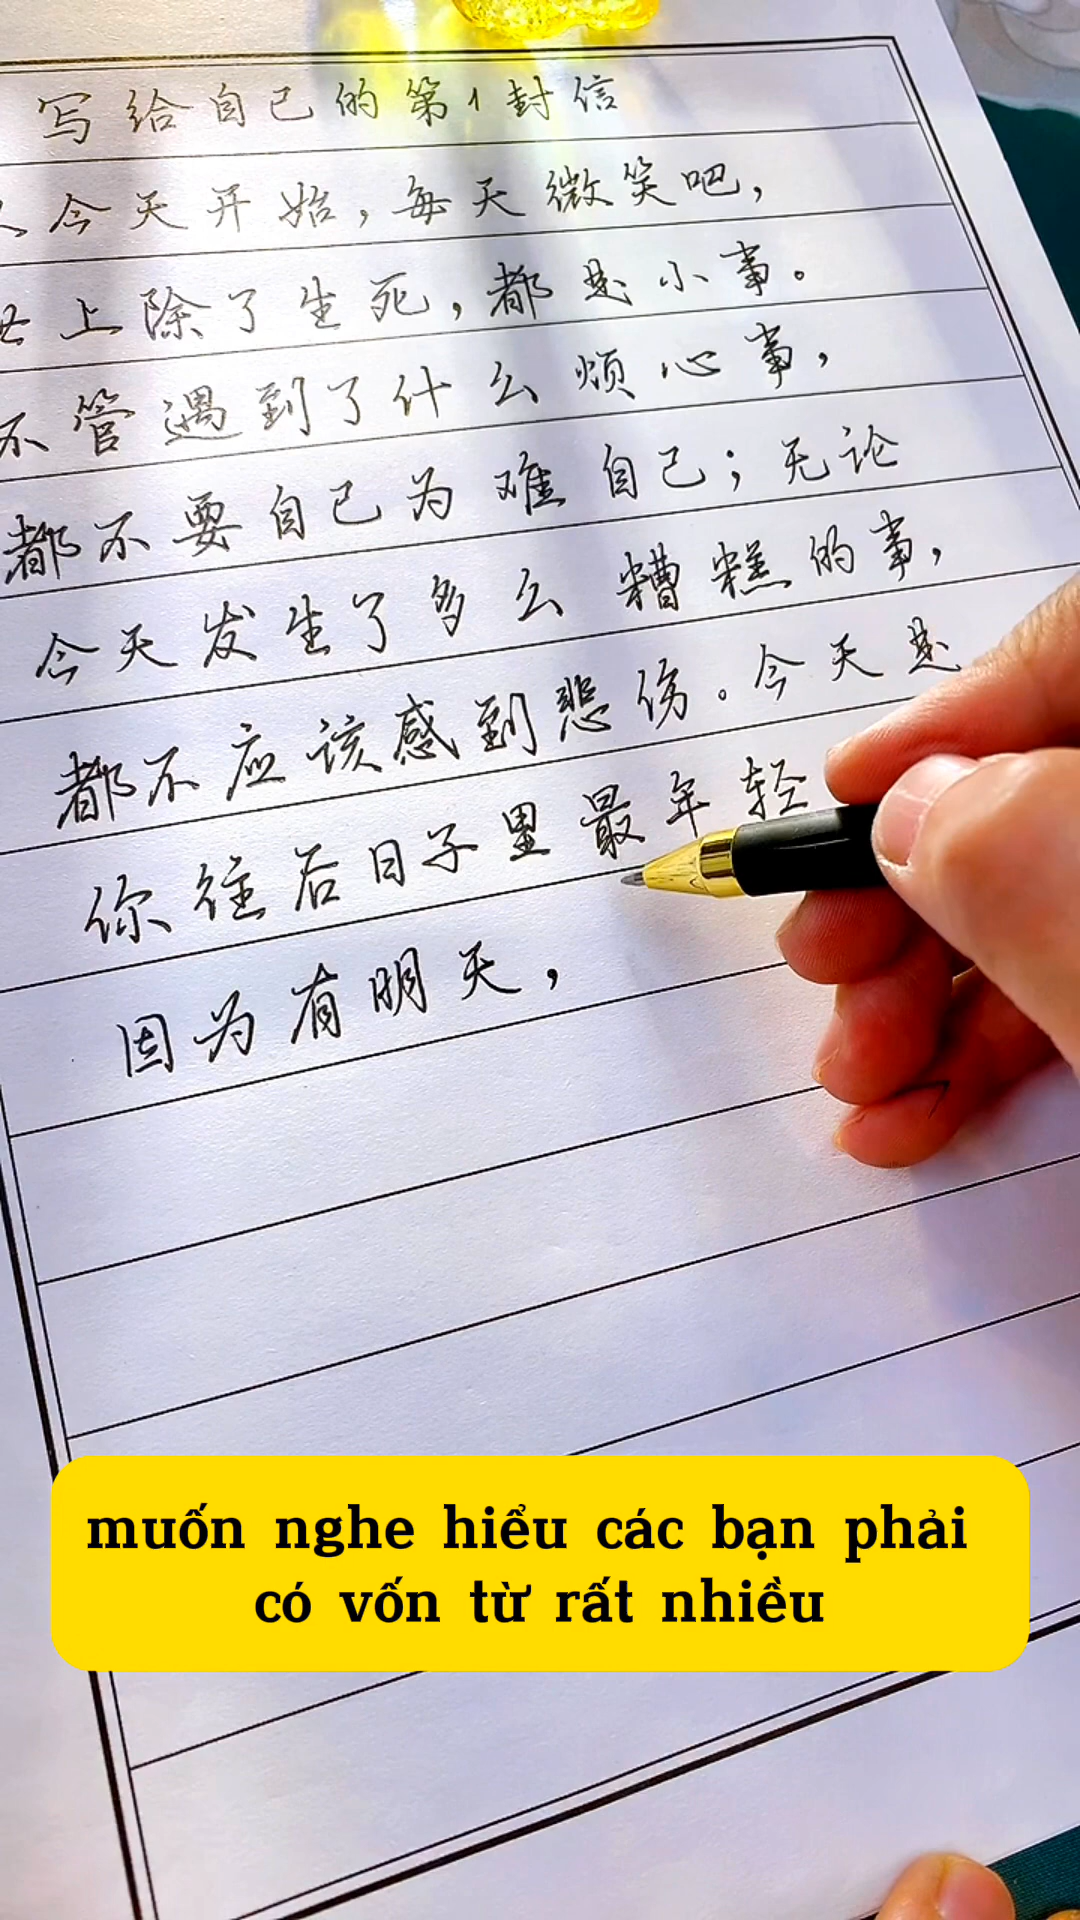 写给自己的第1封信
今天开始,每天微笑吧,
世上除了生死,都是小事。
不管遇到了什么烦心事,
都不要自己为难自己;无论
今天发生了多么糟糕的事,
都不应该感到悲伤。今天是
你往后日子里最年轻
因为有明天,
muốn nghe hiểu các bạn phải
có vốn từ rất nhiều